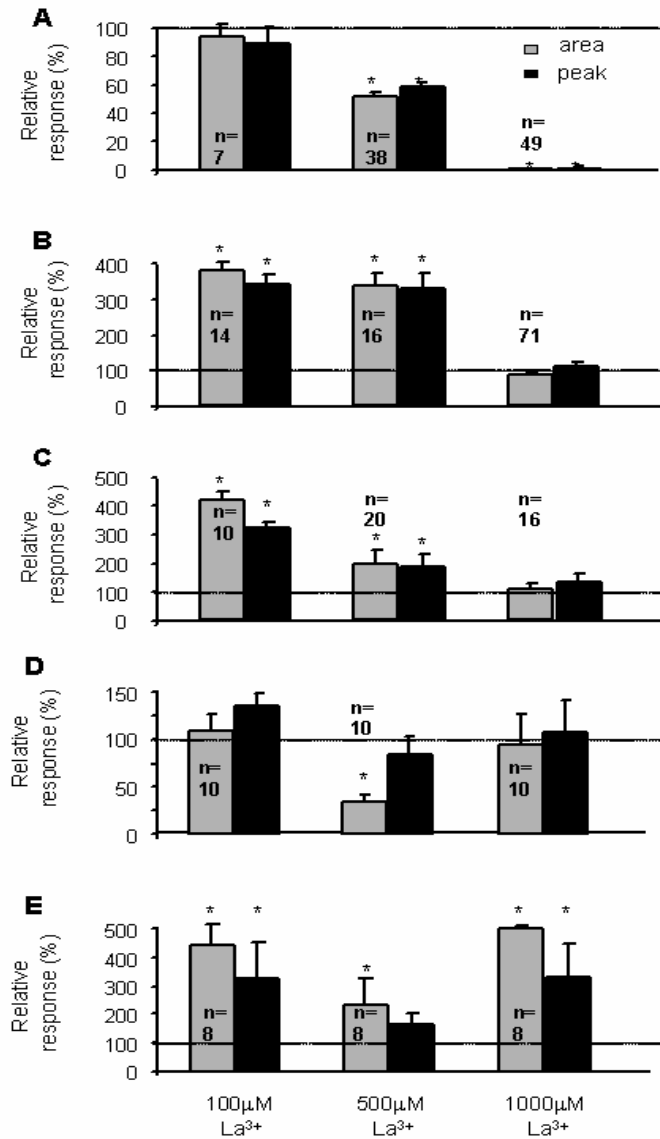 A
Relative
response (%)
100
80
60
40
20
0
area
peak
n=
7
*
*
n=
38
n=
49
*
*
B
Relative
response (%)
400
300
200
100
0
*
*
n=
14
*
*
n=
16
n=
71
C
Relative
response (%)
500
400
300
200
100
0
*
*
n=
10
n=
20
*
*
n=
16
D
Relative
response (%)
150
100
50
0
n=
10
n=
10
*
n=
10
E
Relative
response (%)
500
400
300
200
100
0
*
*
n=
8
*
n=
8
*
*
n=
8
100µM
La³⁺
500µM
La³⁺
1000µM
La³⁺